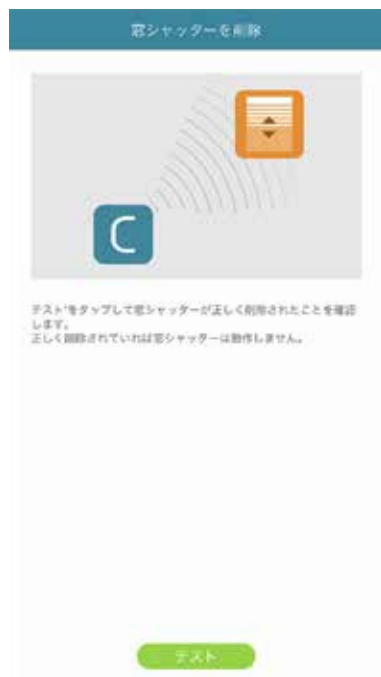 窓シャッターを削除
C
テスト"をタップして窓シャッターが正しく削除されたことを確認
します。
正しく削除されていれば窓シャッターは動作しません。
テスト